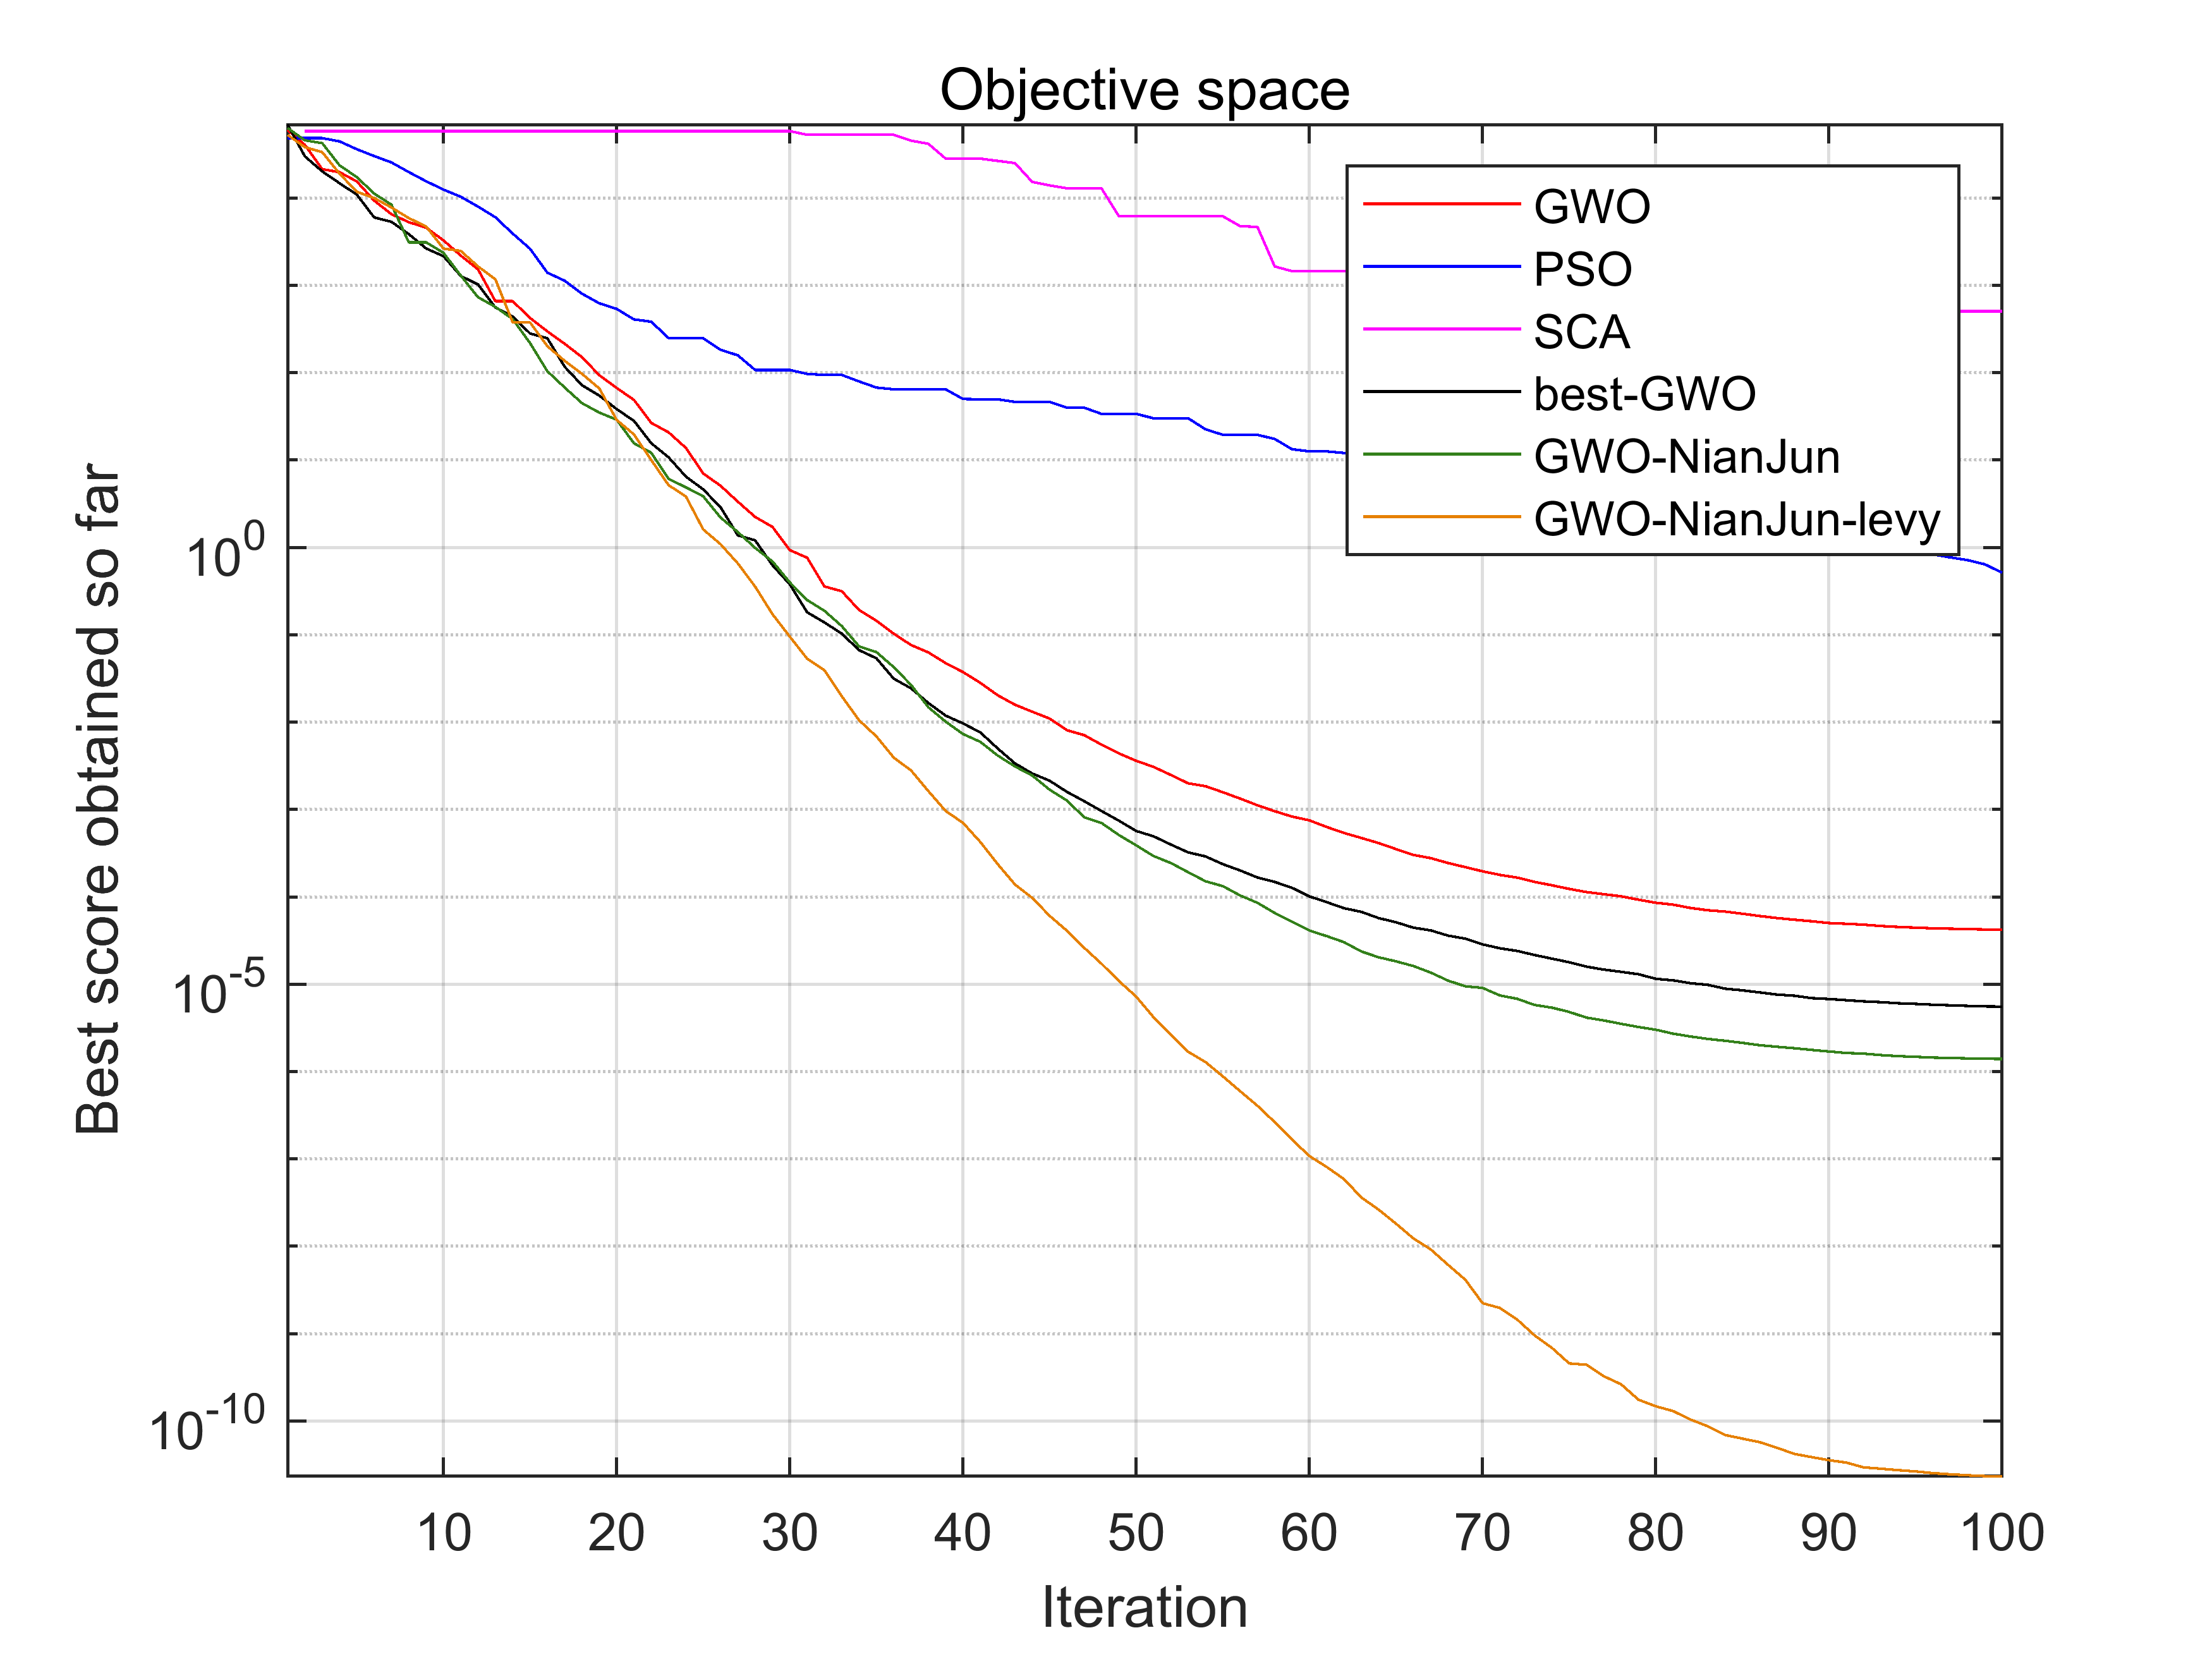 Objective space
GWO
PSO
SCA
best-GWO
GWO-NianJun
GWO-NianJun-levy
Best score obtained so far
10^0
10^-5
10^-10
10 20 30 40 50 60 70 80 90 100
Iteration